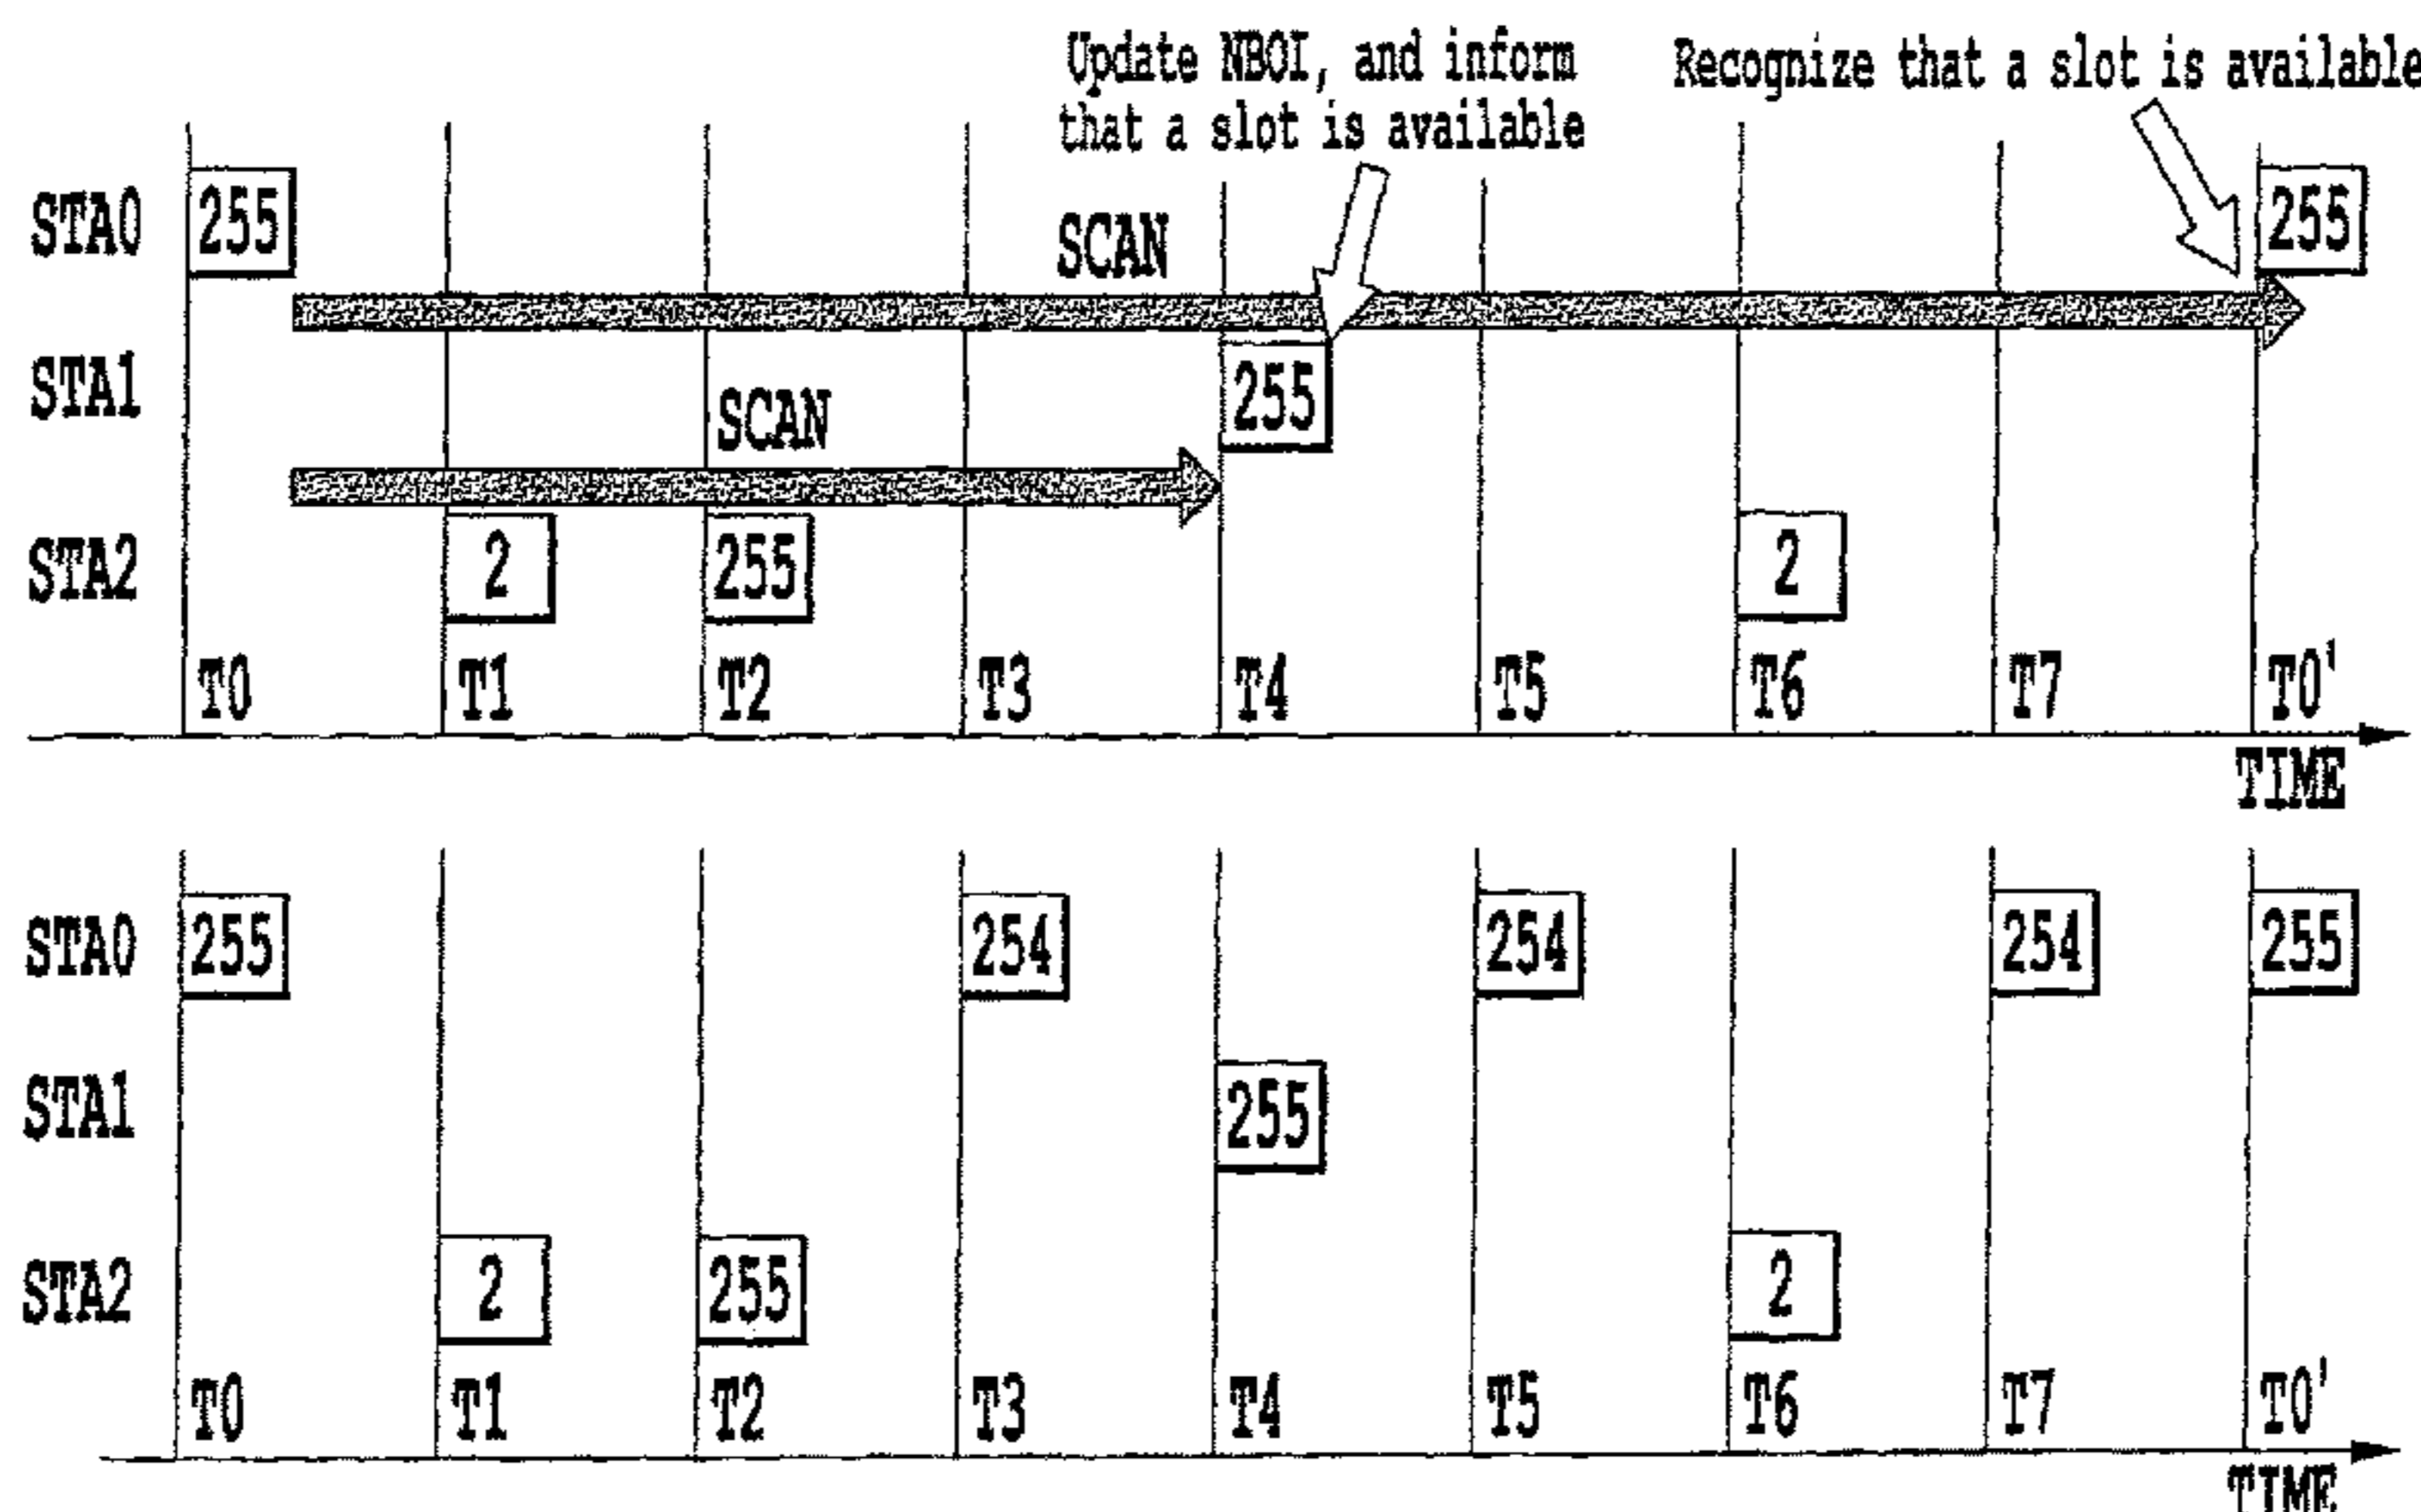 Update NBOI, and inform
that a slot is available
Recognize that a slot is available
STA0
255
SCAN
255
STA1
SCAN
255
STA2
2
255
2
T0
T1
T2
T3
T4
T5
T6
T7
T0'
TIME
STA0
255
254
254
254
255
STA1
255
STA2
2
255
2
T0
T1
T2
T3
T4
T5
T6
T7
T0'
TIME